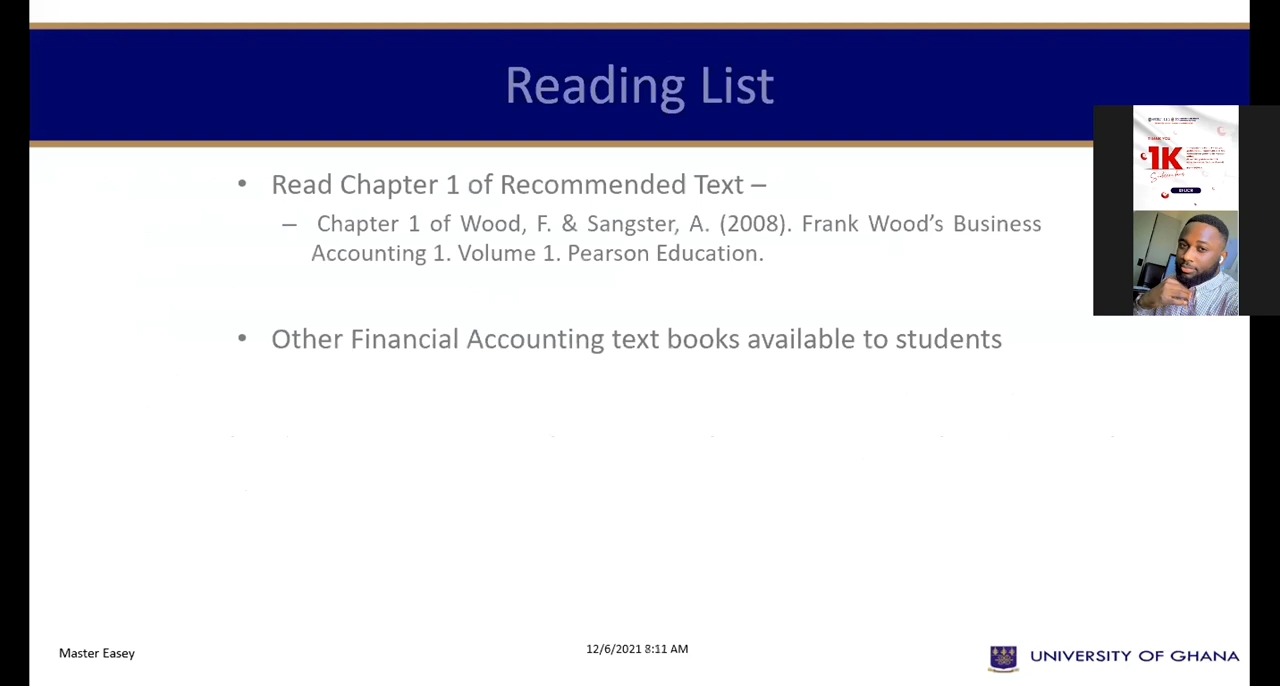 Reading List
• Read Chapter 1 of Recommended Text –
– Chapter 1 of Wood, F. & Sangster, A. (2008). Frank Wood’s Business
Accounting 1. Volume 1. Pearson Education.
• Other Financial Accounting text books available to students
THANK YOU
1K
Master Easey
12/6/2021 8:11 AM
UNIVERSITY OF GHANA